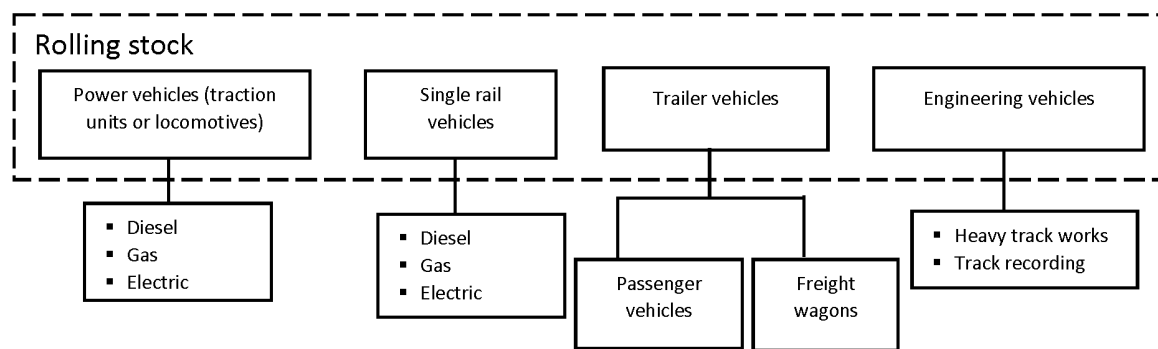 Rolling stock
Power vehicles (traction
units or locomotives)
Single rail
vehicles
Trailer vehicles
Engineering vehicles
▪ Diesel
▪ Gas
▪ Electric
▪ Diesel
▪ Gas
▪ Electric
Passenger
vehicles
Freight
wagons
▪ Heavy track works
▪ Track recording